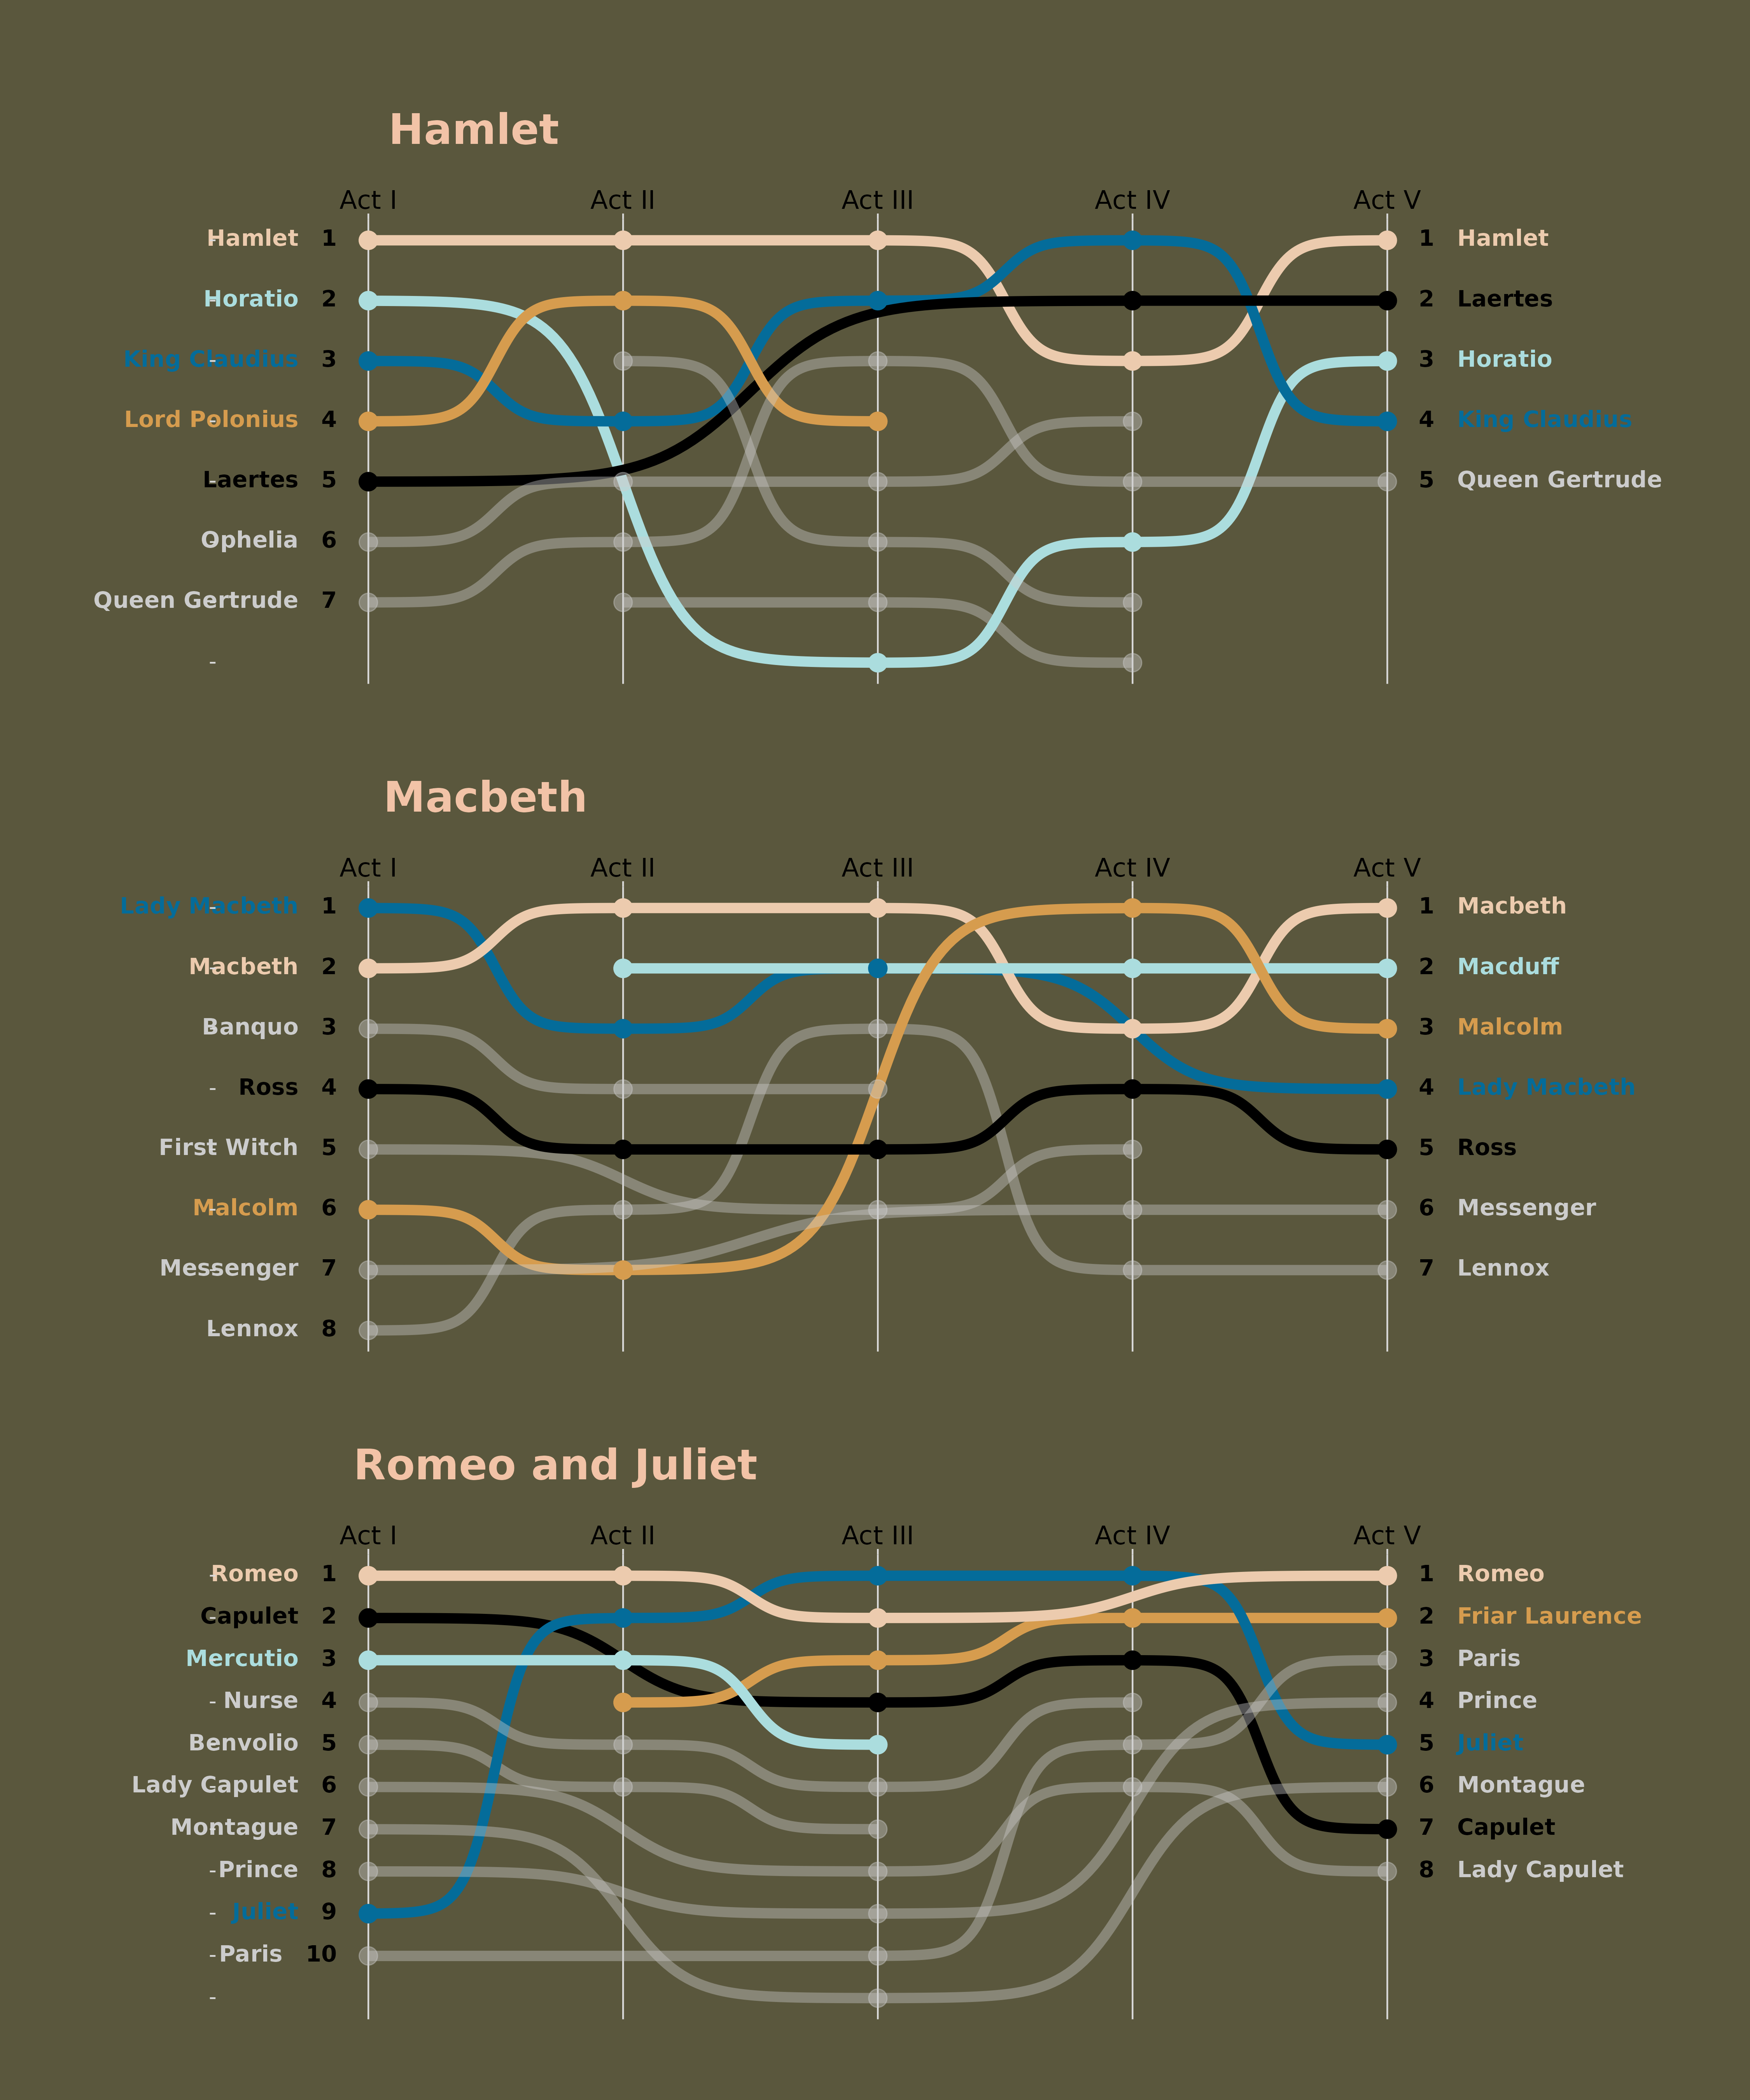 Hamlet
Act I Act II Act III Act IV Act V
Hamlet 1 1 Hamlet
Horatio 2 2 Laertes
King Claudius 3 3 Horatio
Lord Polonius 4 4 King Claudius
Laertes 5 5 Queen Gertrude
Ophelia 6
Queen Gertrude 7
Macbeth
Act I Act II Act III Act IV Act V
Lady Macbeth 1 1 Macbeth
Macbeth 2 2 Macduff
Banquo 3 3 Malcolm
Ross 4 4 Lady Macbeth
First Witch 5 5 Ross
Malcolm 6 6 Messenger
Messenger 7 7 Lennox
Lennox 8
Romeo and Juliet
Act I Act II Act III Act IV Act V
Romeo 1 1 Romeo
Capulet 2 2 Friar Laurence
Mercutio 3 3 Paris
Nurse 4 4 Prince
Benvolio 5 5 Juliet
Lady Capulet 6 6 Montague
Montague 7 7 Capulet
Prince 8 8 Lady Capulet
Juliet 9
Paris 10